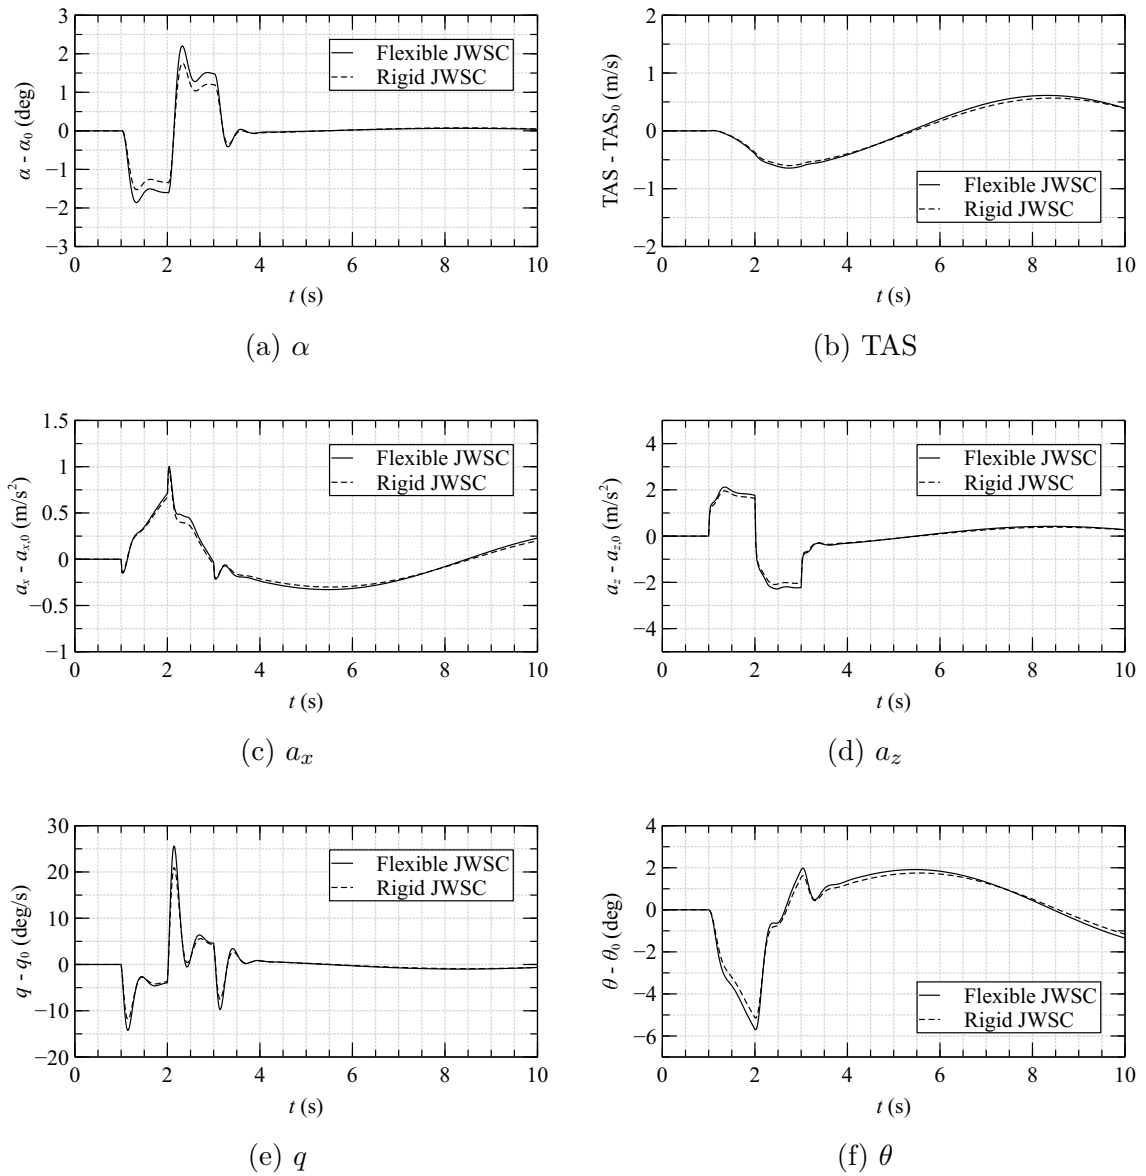 3
2
1
0
−1
−2
−3
α - α₀ (deg)
Flexible JWSC
Rigid JWSC
0 2 4 6 8 10
t (s)
(a) α
2
1
0
−1
−2
TAS - TAS₀ (m/s)
Flexible JWSC
Rigid JWSC
0 2 4 6 8 10
t (s)
(b) TAS
1.5
1
0.5
0
−0.5
−1
aₓ - aₓ,₀ (m/s²)
Flexible JWSC
Rigid JWSC
0 2 4 6 8 10
t (s)
(c) aₓ
4
2
0
−2
−4
a_z - a_z,0 (m/s²)
Flexible JWSC
Rigid JWSC
0 2 4 6 8 10
t (s)
(d) a_z
30
20
10
0
−10
−20
q - q₀ (deg/s)
Flexible JWSC
Rigid JWSC
0 2 4 6 8 10
t (s)
(e) q
4
2
0
−2
−4
−6
θ - θ₀ (deg)
Flexible JWSC
Rigid JWSC
0 2 4 6 8 10
t (s)
(f) θ